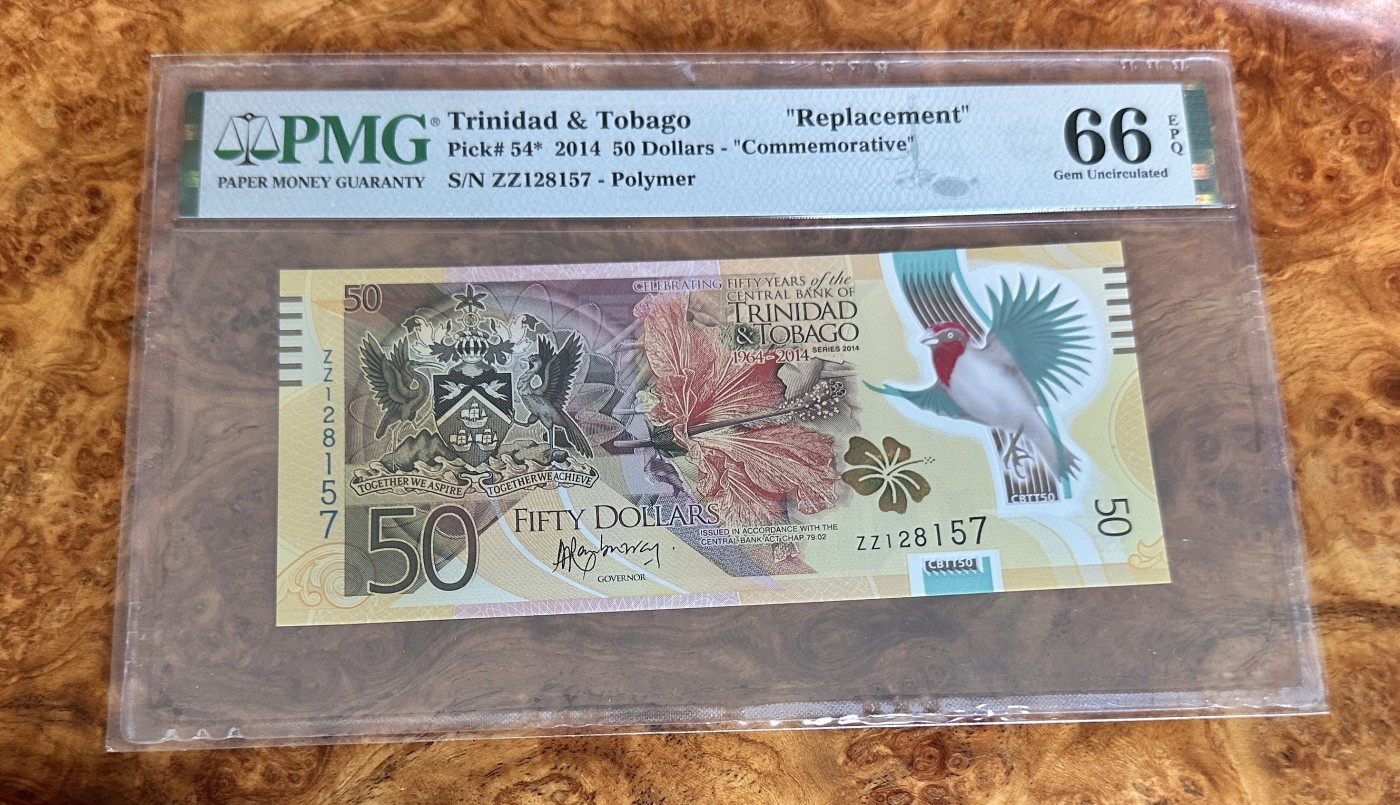 PMG®
PAPER MONEY GUARANTY
Trinidad & Tobago "Replacement"
Pick# 54* 2014 50 Dollars - "Commemorative"
S/N ZZ128157 - Polymer
66
EPQ
Gem Uncirculated
50
CELEBRATING FIFTY YEARS of the
CENTRAL BANK OF
TRINIDAD
& TOBAGO
SERIES 2014
1964-2014
ZZ128157
TOGETHER WE ASPIRE TOGETHER WE ACHIEVE
50
FIFTY DOLLARS
ISSUED IN ACCORDANCE WITH THE
CENTRAL BANK ACT CHAP 79:02
GOVERNOR
ZZ128157
CBTT50
CBTT50
50